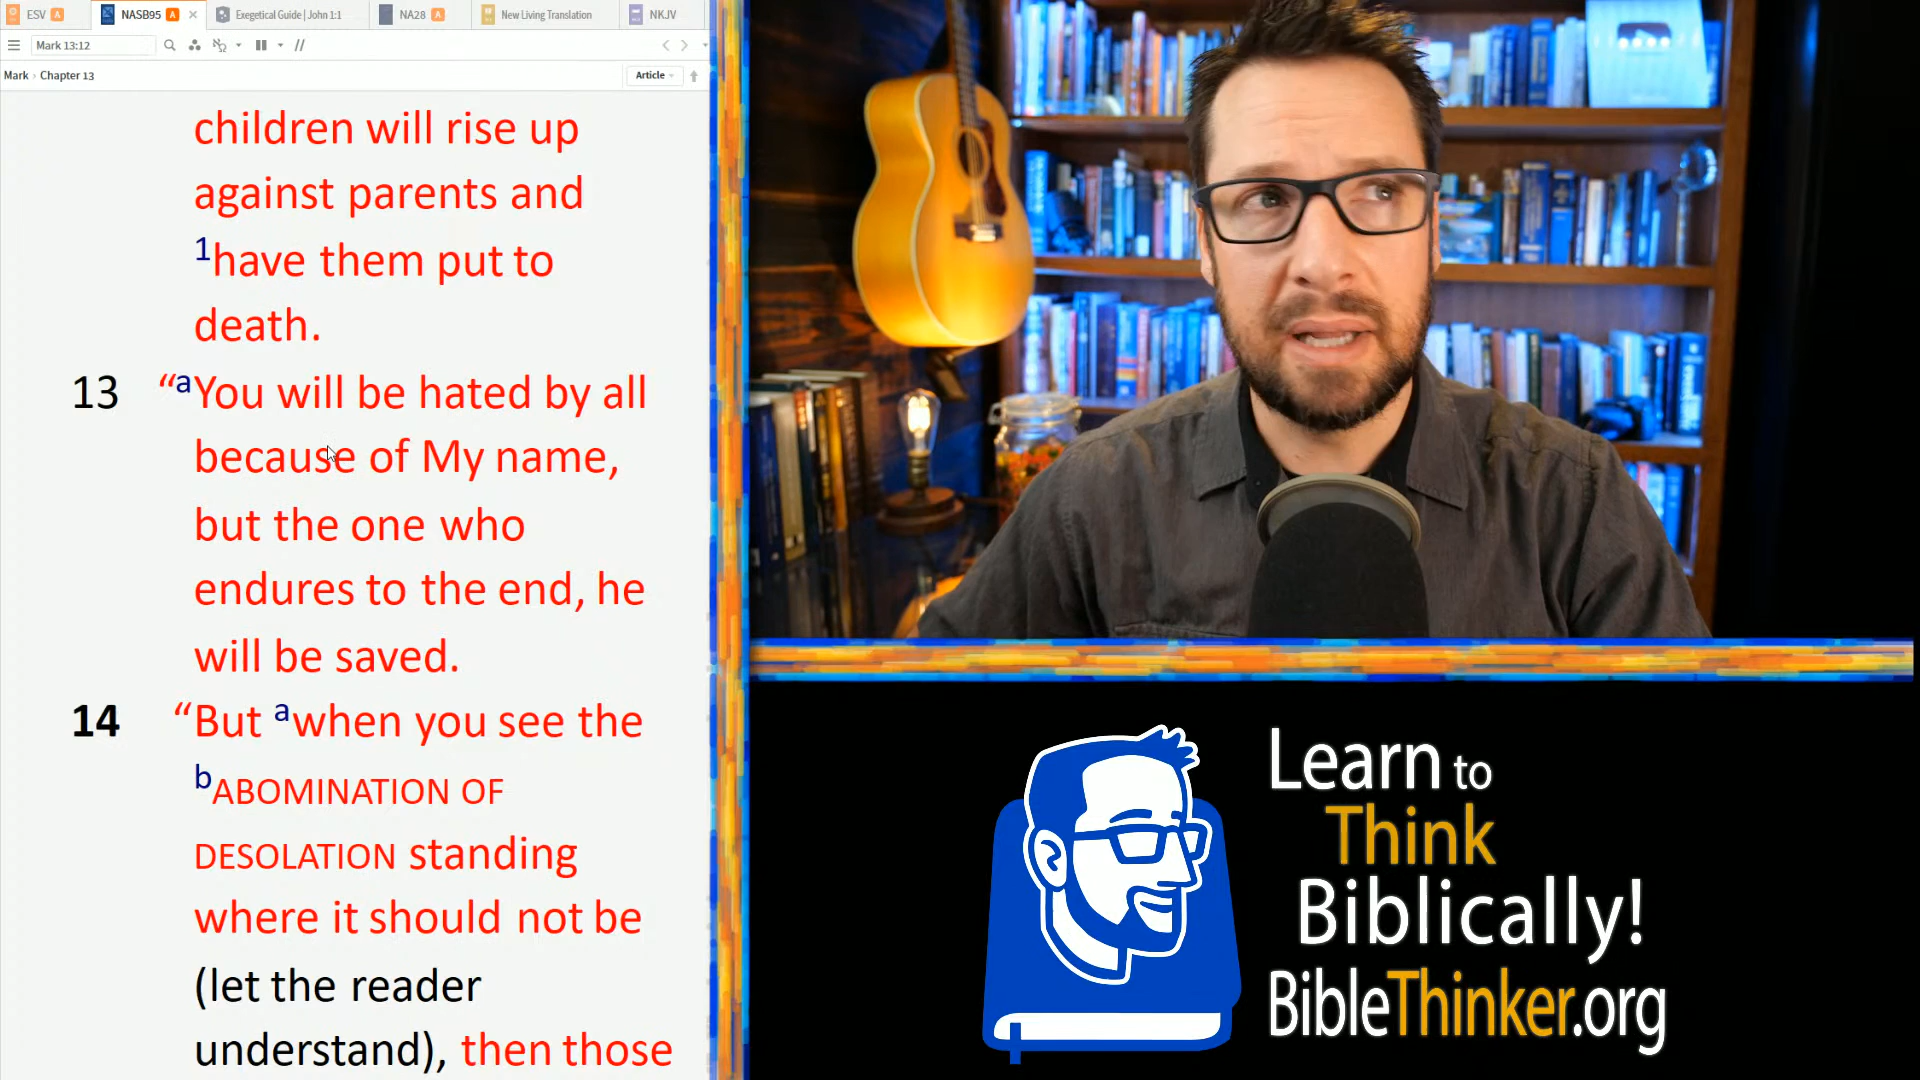 ESV A
NASB95 A
Exegetical Guide | John 1:1
NA28 A
New Living Translation
NKJV
Mark 13:12
Mark › Chapter 13
Article
children will rise up
against parents and
1have them put to
death.
13 “aYou will be hated by all
because of My name,
but the one who
endures to the end, he
will be saved.
14 “But awhen you see the
bABOMINATION OF
DESOLATION standing
where it should not be
(let the reader
understand), then those
Learn to
Think
Biblically!
BibleThinker.org